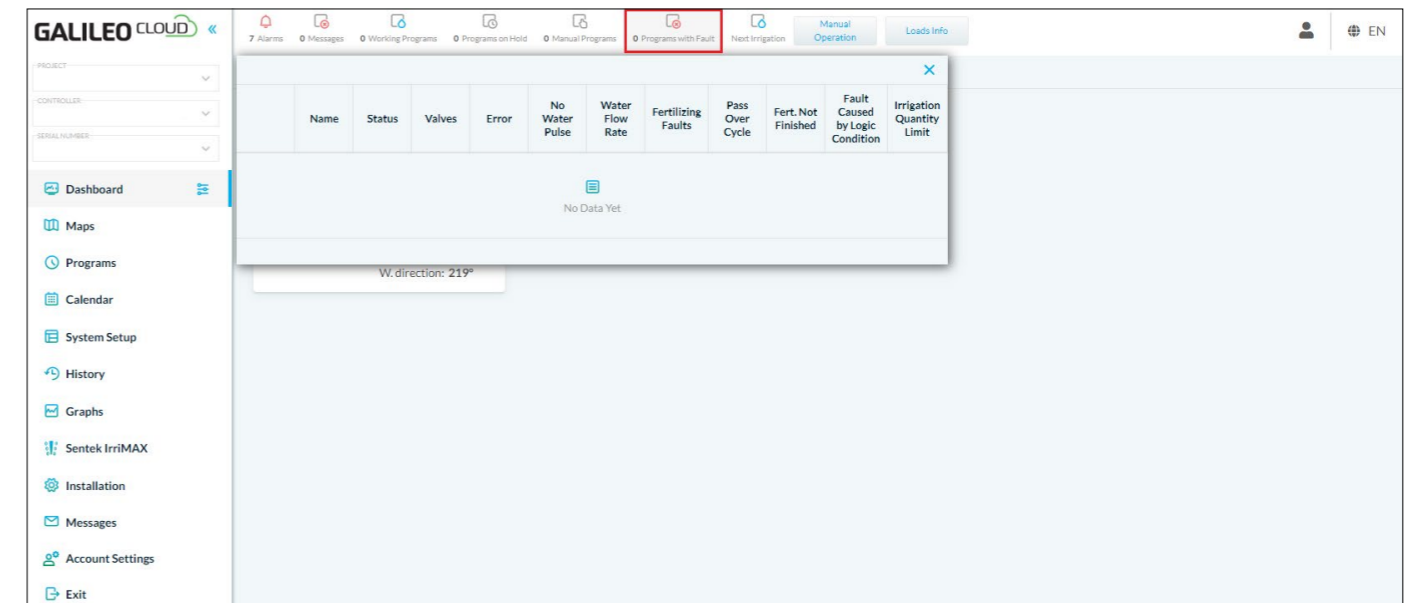 GALILEO CLOUD «
7 Alarms
0 Messages
0 Working Programs
0 Programs on Hold
0 Manual Programs
0 Programs with Fault
Next Irrigation
Manual
Operation
Loads Info
EN
PROJECT
CONTROLLER
SERIAL NUMBER
Dashboard
Maps
Programs
Calendar
System Setup
History
Graphs
Sentek IrriMAX
Installation
Messages
Account Settings
Exit
Name
Status
Valves
Error
No
Water
Pulse
Water
Flow
Rate
Fertilizing
Faults
Pass
Over
Cycle
Fert. Not
Finished
Fault
Caused
by Logic
Condition
Irrigation
Quantity
Limit
No Data Yet
W. direction: 219°